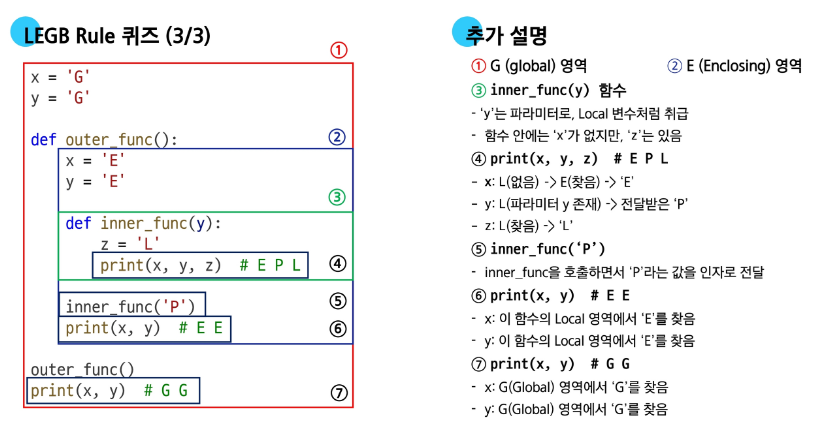 LEGB Rule 퀴즈 (3/3)
①
x = 'G'
y = 'G'
def outer_func():
②
x = 'E'
y = 'E'
③
def inner_func(y):
z = 'L'
print(x, y, z)  # E P L
④
inner_func('P')
⑤
print(x, y)  # E E
⑥
outer_func()
print(x, y)  # G G
⑦
추가 설명
① G (global) 영역
② E (Enclosing) 영역
③ inner_func(y) 함수
- ‘y’는 파라미터로, Local 변수처럼 취급
- 함수 안에는 ‘x’가 없지만, ‘z’는 있음
④ print(x, y, z)  # E P L
- x: L(없음) -> E(찾음) -> ‘E’
- y: L(파라미터 y 존재) -> 전달받은 ‘P’
- z: L(찾음) -> ‘L’
⑤ inner_func(‘P’)
- inner_func을 호출하면서 ‘P’라는 값을 인자로 전달
⑥ print(x, y)  # E E
- x: 이 함수의 Local 영역에서 ‘E’를 찾음
- y: 이 함수의 Local 영역에서 ‘E’를 찾음
⑦ print(x, y)  # G G
- x: G(Global) 영역에서 ‘G’를 찾음
- y: G(Global) 영역에서 ‘G’를 찾음